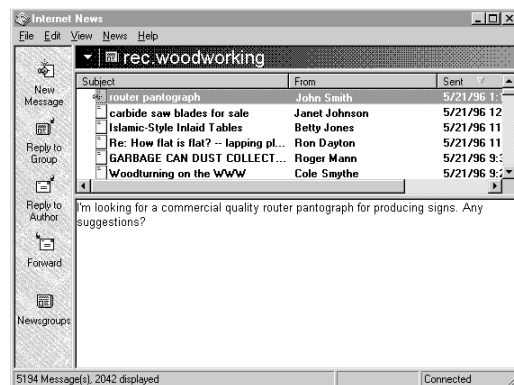 Internet News
File Edit View News Help
rec.woodworking
New
Message
Reply to
Group
Reply to
Author
Forward
Newsgroups
Subject From Sent
router pantograph John Smith 5/21/96 1:
carbide saw blades for sale Janet Johnson 5/21/96 12
Islamic-Style Inlaid Tables Betty Jones 5/21/96 11
Re: How flat is flat? -- lapping pl... Ron Dayton 5/21/96 11
GARBAGE CAN DUST COLLECT... Roger Mann 5/21/96 9:
Woodturning on the WWW Cole Smythe 5/21/96 9:
I'm looking for a commercial quality router pantograph for producing signs. Any
suggestions?
5194 Message(s), 2042 displayed Connected